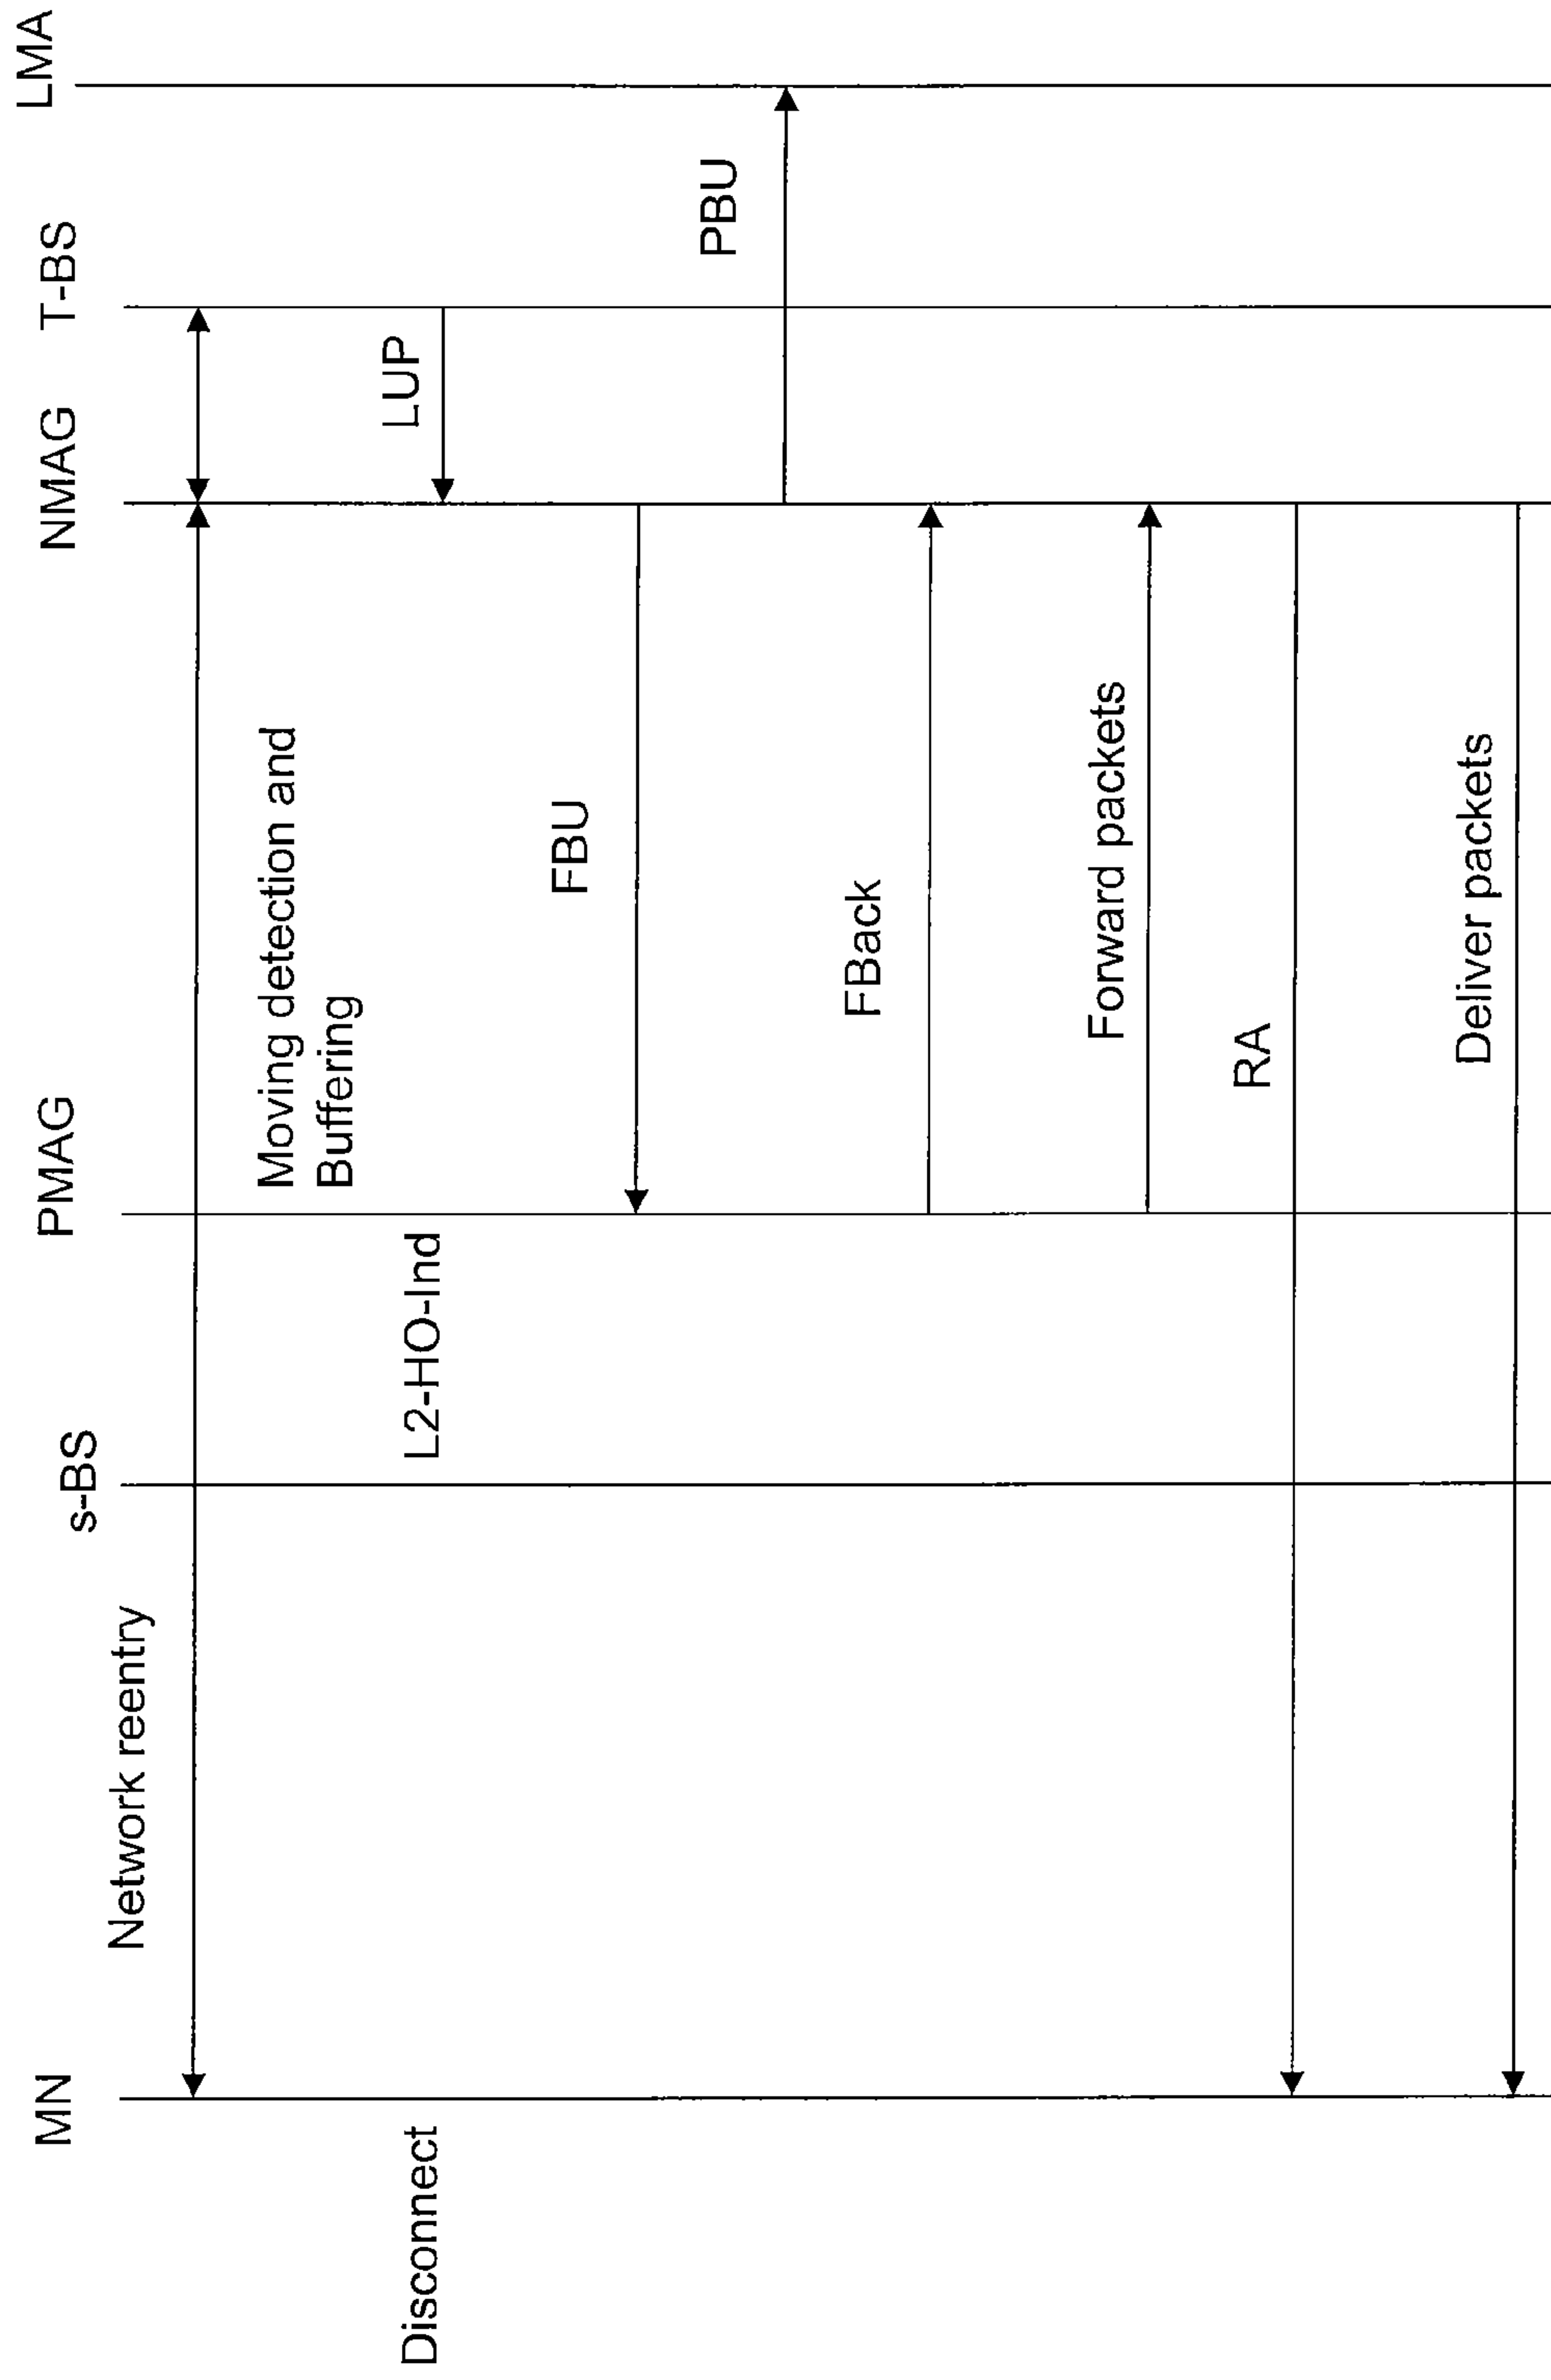 MN
s-BS
PMAG
NMAG
T-BS
LMA
Network reentry
Moving detection and
Buffering
Disconnect
L2-HO-Ind
LUP
FBU
PBU
FBack
Forward packets
RA
Deliver packets